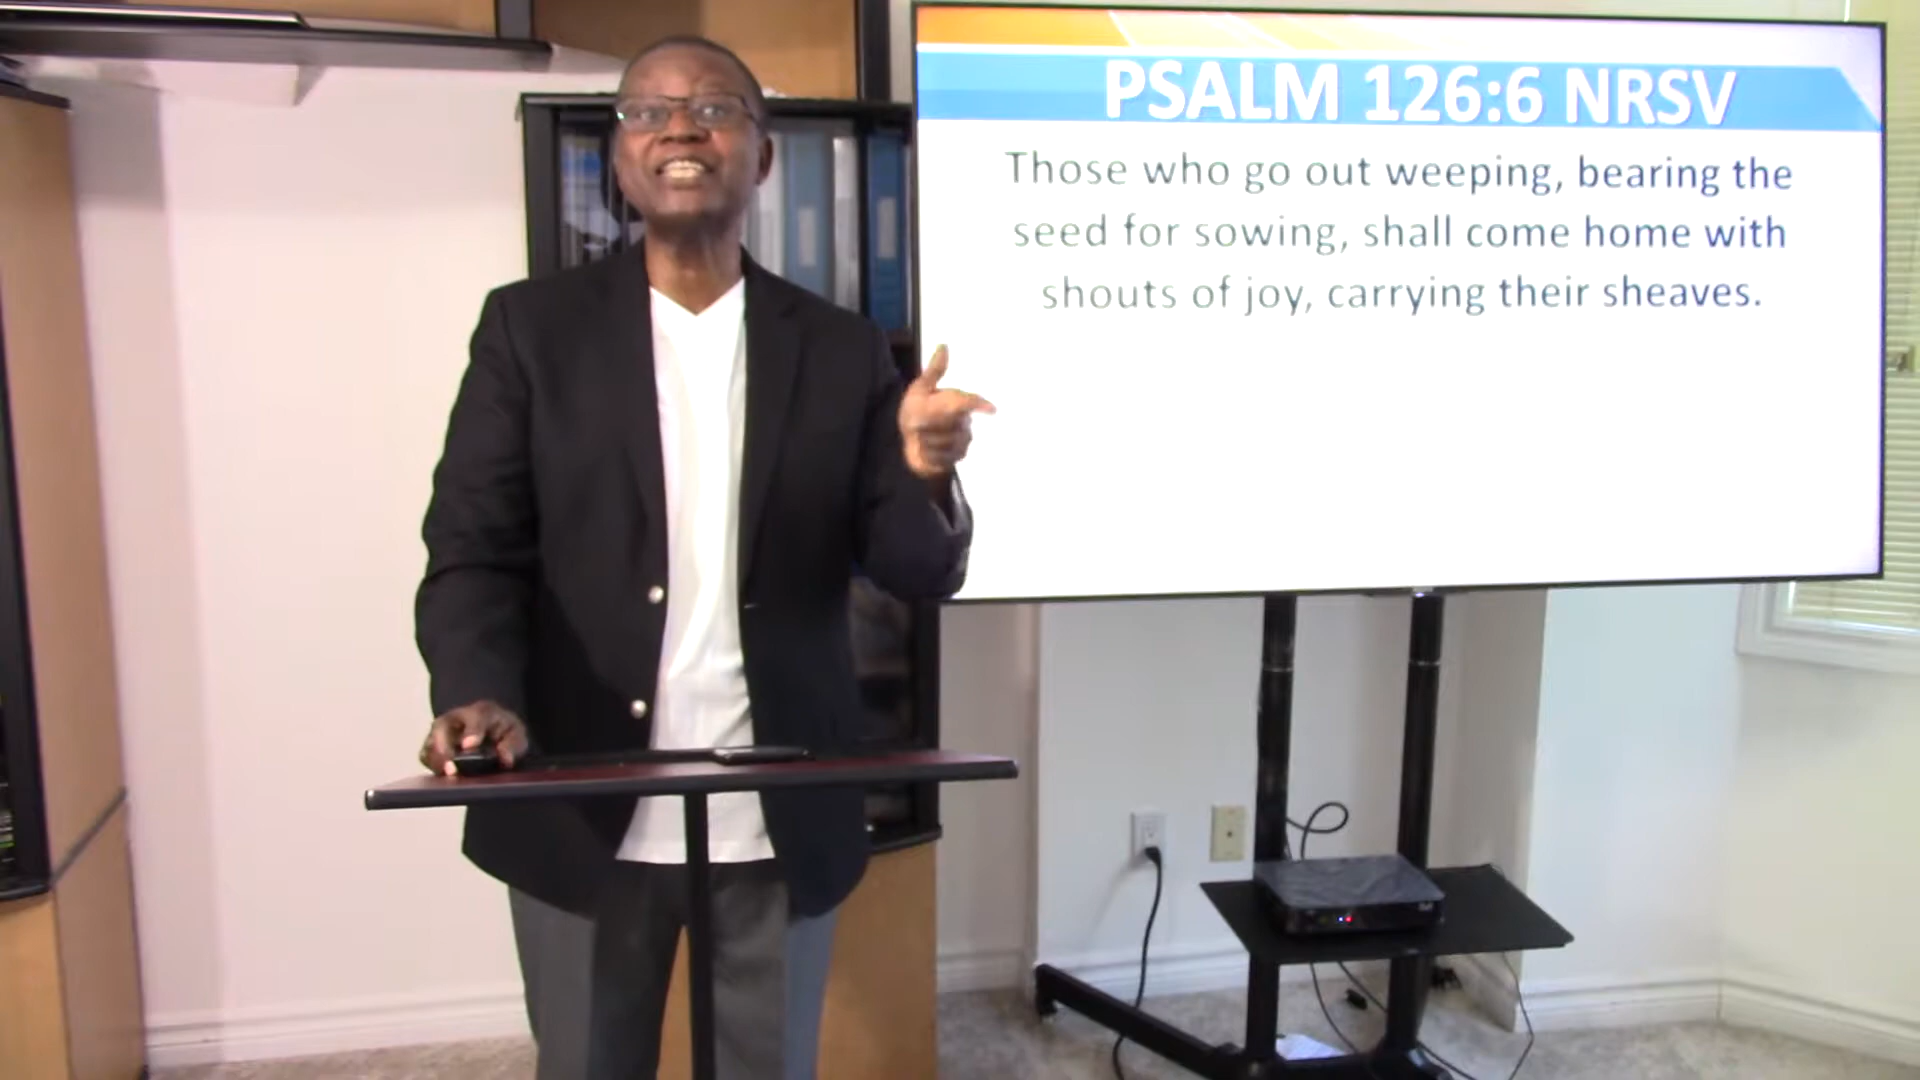 PSALM 126:6 NRSV
Those who go out weeping, bearing the
seed for sowing, shall come home with
shouts of joy, carrying their sheaves.